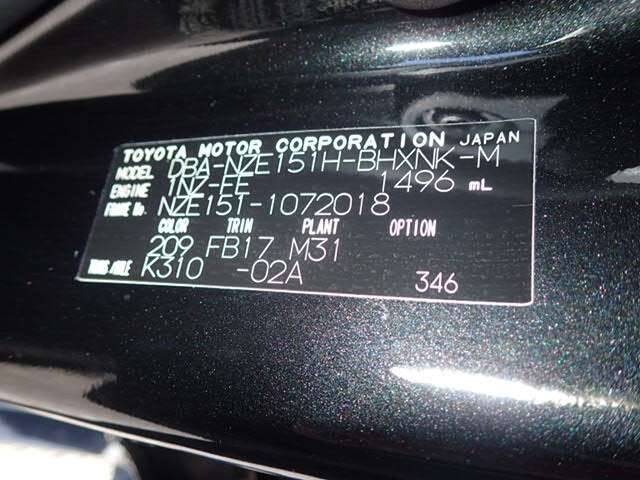 TOYOTA MOTOR CORPORATION JAPAN
MODEL DBA-NZE151H-BHXNK-M
ENGINE 1NZ-FE 1496 mL
FRAME No. NZE151-1072018
COLOR TRIM PLANT OPTION
209 FB17 M31
TRANS/AXLE K310 -02A 346